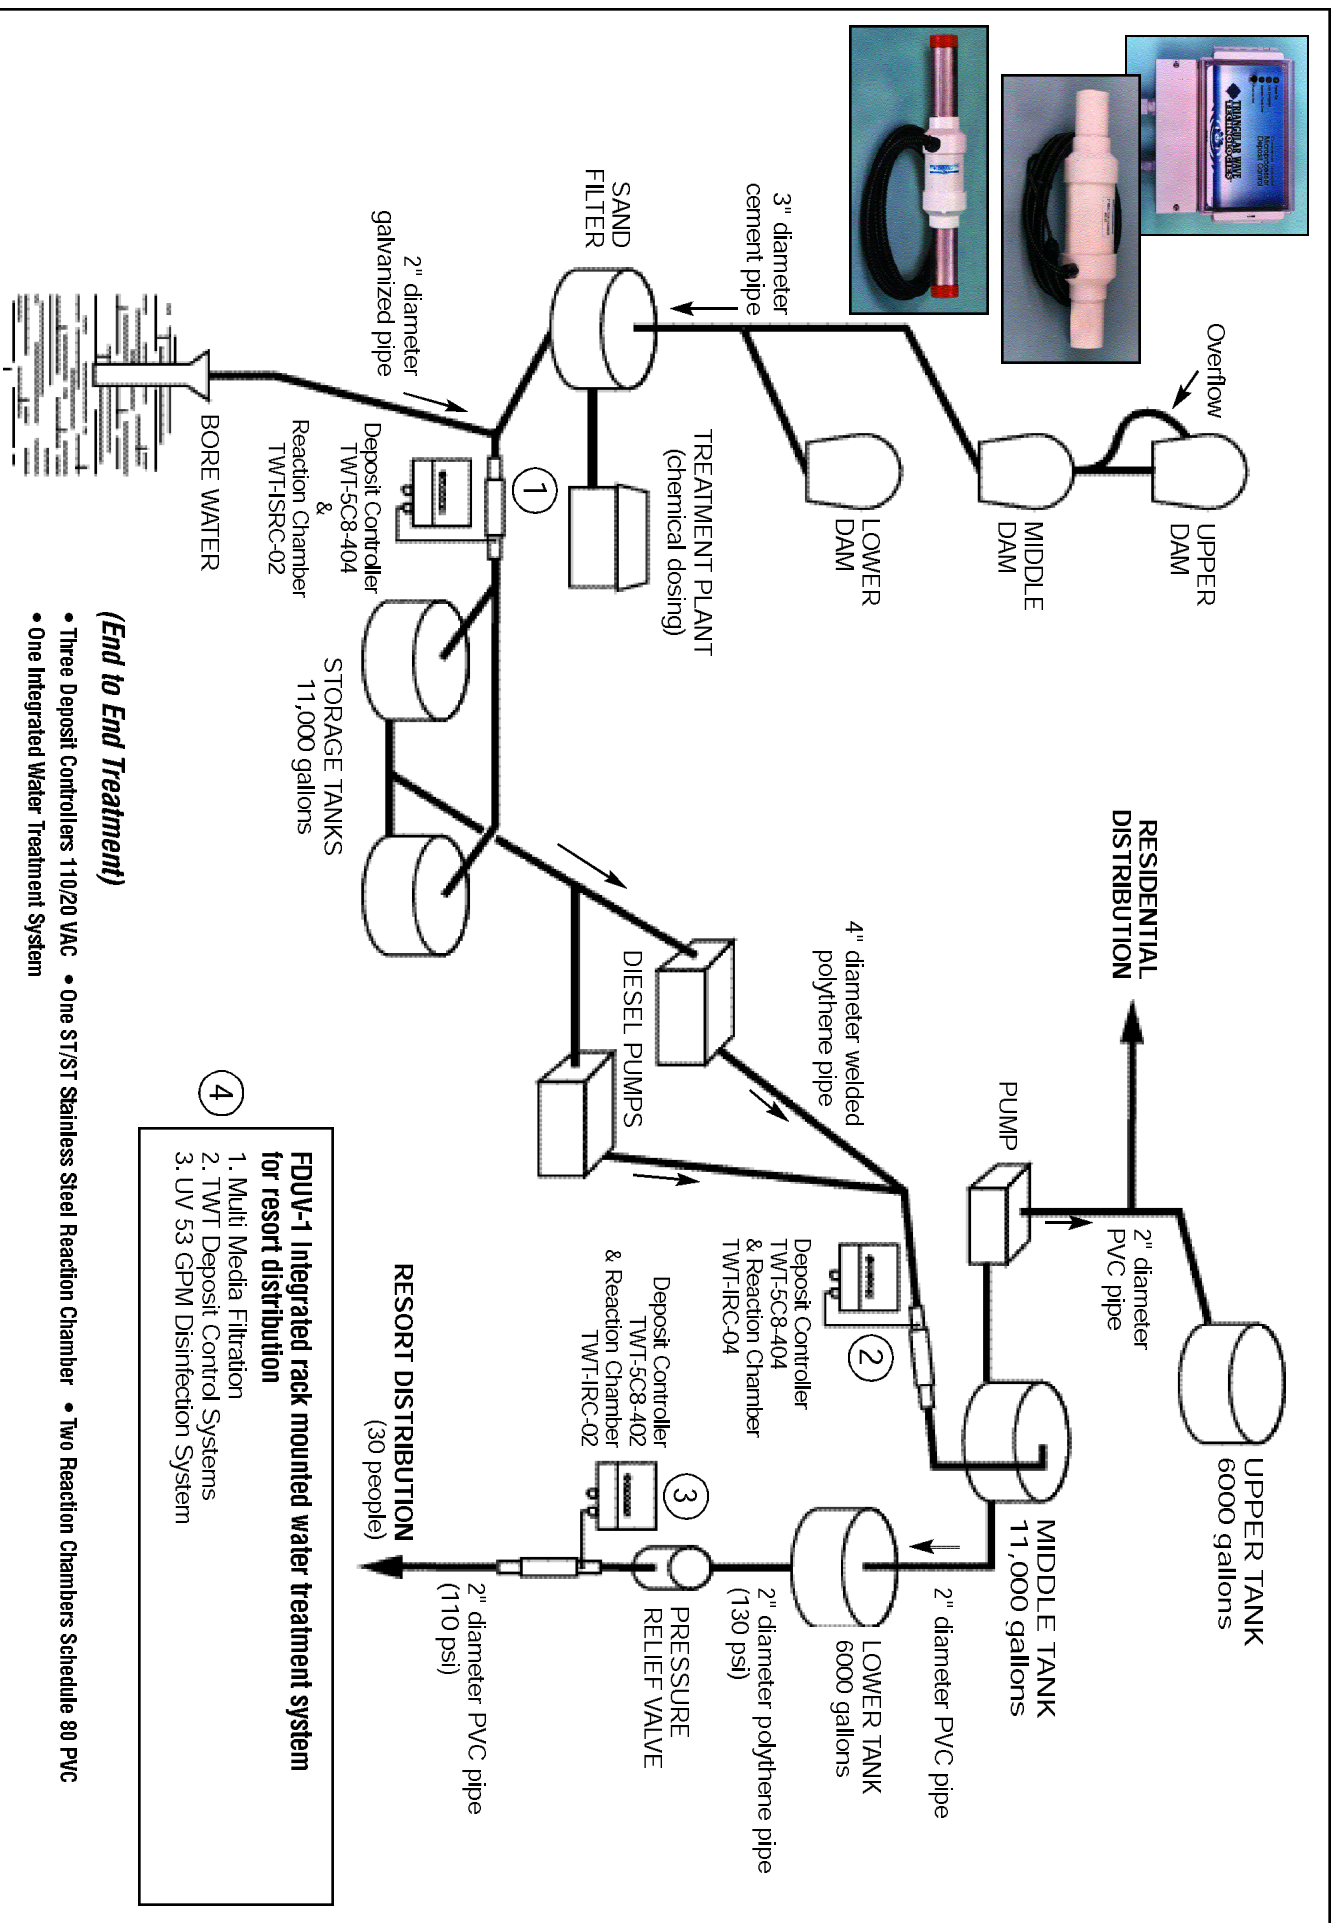 TRIANGULAR WAVE
TECHNOLOGIES
Microprocessor
Deposit Control
Overflow
UPPER
DAM
MIDDLE
DAM
LOWER
DAM
3" diameter
cement pipe
SAND
FILTER
TREATMENT PLANT
(chemical dosing)
2" diameter
galvanized pipe
BORE WATER
1
Deposit Controller
TWT-5C8-404
&
Reaction Chamber
TWT-ISRC-02
STORAGE TANKS
11,000 gallons
DIESEL PUMPS
4" diameter welded
polythene pipe
RESIDENTIAL
DISTRIBUTION
PUMP
2" diameter
PVC pipe
UPPER TANK
6000 gallons
MIDDLE TANK
11,000 gallons
2
Deposit Controller
TWT-5C8-404
& Reaction Chamber
TWT-IRC-04
2" diameter PVC pipe
LOWER TANK
6000 gallons
2" diameter polythene pipe
(130 psi)
PRESSURE
RELIEF VALVE
3
Deposit Controller
TWT-5C8-402
& Reaction Chamber
TWT-IRC-02
2" diameter PVC pipe
(110 psi)
RESORT DISTRIBUTION
(30 people)
4
FDUV-1 Integrated rack mounted water treatment system
for resort distribution
1. Multi Media Filtration
2. TWT Deposit Control Systems
3. UV 53 GPM Disinfection System
(End to End Treatment)
• Three Deposit Controllers 110/20 VAC • One ST/ST Stainless Steel Reaction Chamber • Two Reaction Chambers Schedule 80 PVC
• One Integrated Water Treatment System